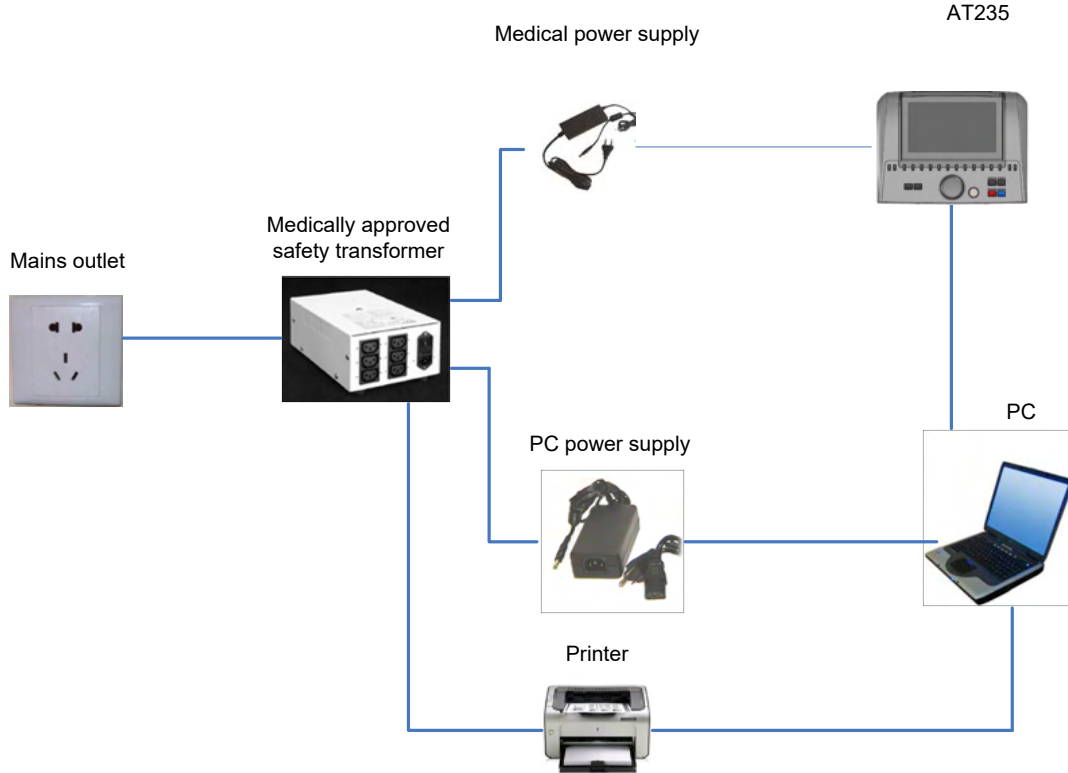 AT235
Medical power supply
Medically approved
safety transformer
Mains outlet
PC
PC power supply
Printer